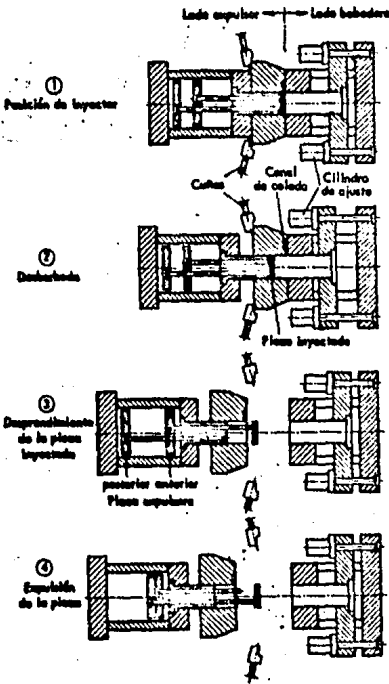 Lado expulsor
Lado bebedero
①
Posición de inyectar
Cuñas
Canal
de colada
Cilindro
de ajuste
②
Desbarbado
Pieza inyectada
③
Desprendimiento
de la pieza
inyectada
posterior anterior
Placa expulsora
④
Expulsión
de la pieza